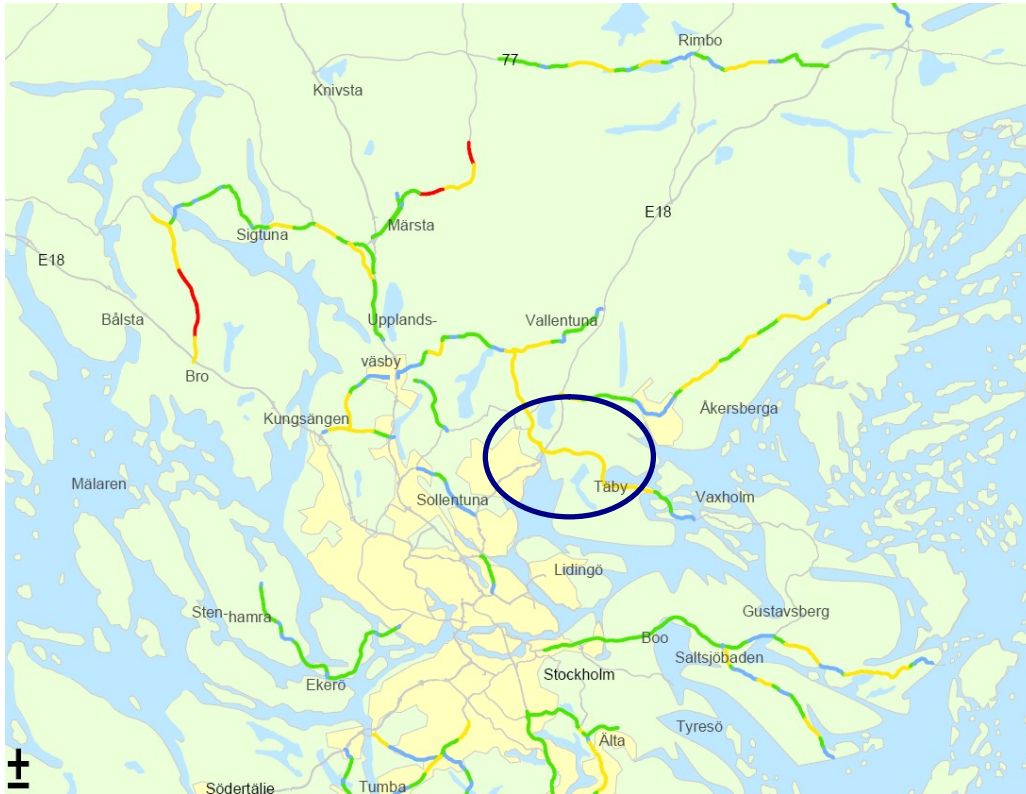 Rimbo
77
Knivsta
E18
Märsta
Sigtuna
E18
Bålsta
Upplands-
väsby
Vallentuna
Bro
Kungsängen
Åkersberga
Mälaren
Sollentuna
Täby
Vaxholm
Lidingö
Sten-hamra
Gustavsberg
Boo
Saltsjöbaden
Stockholm
Ekerö
Tyresö
Älta
Södertälje
Tumba